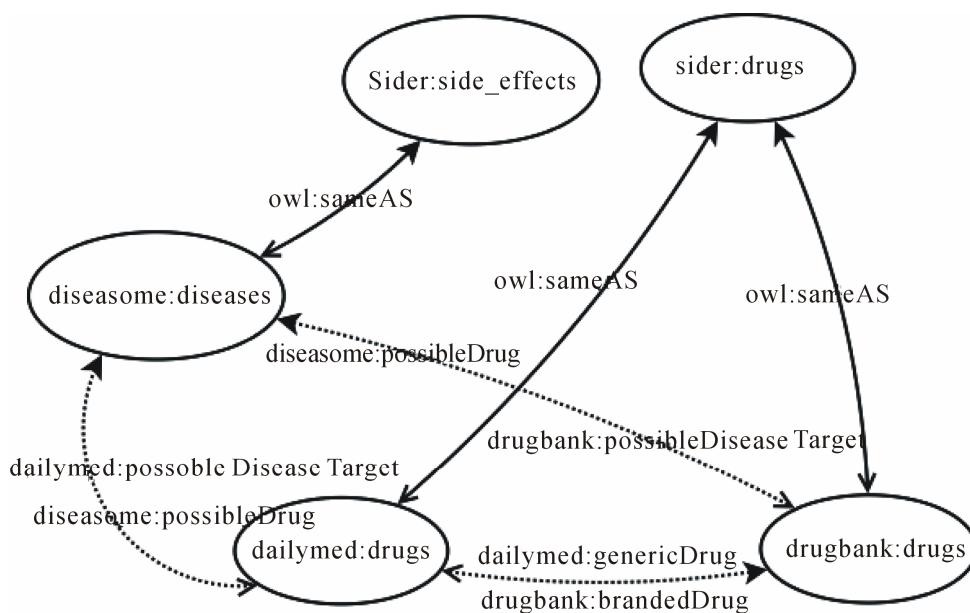 Sider:side_effects
sider:drugs
owl:sameAS
diseasome:diseases
owl:sameAS
owl:sameAS
diseasome:possibleDrug
drugbank:possibleDisease Target
dailymed:possoble Disease Target
diseasome:possibleDrug
dailymed:drugs
dailymed:genericDrug
drugbank:drugs
drugbank:brandedDrug